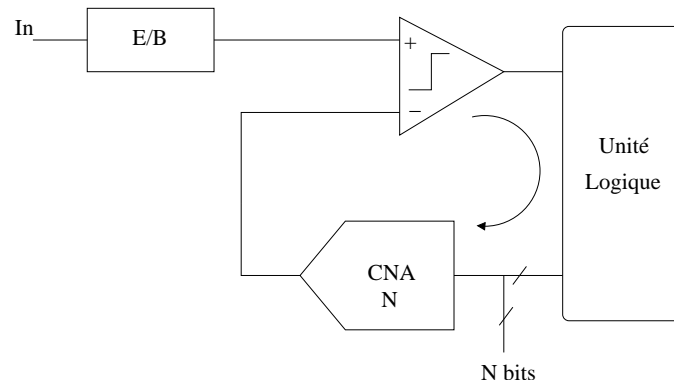 In
E/B
+
−
Unité
Logique
CNA
N
N bits